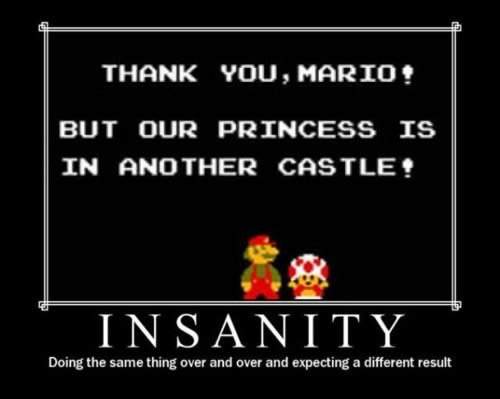 THANK YOU, MARIO!
BUT OUR PRINCESS IS
IN ANOTHER CASTLE!
INSANITY
Doing the same thing over and over and expecting a different result